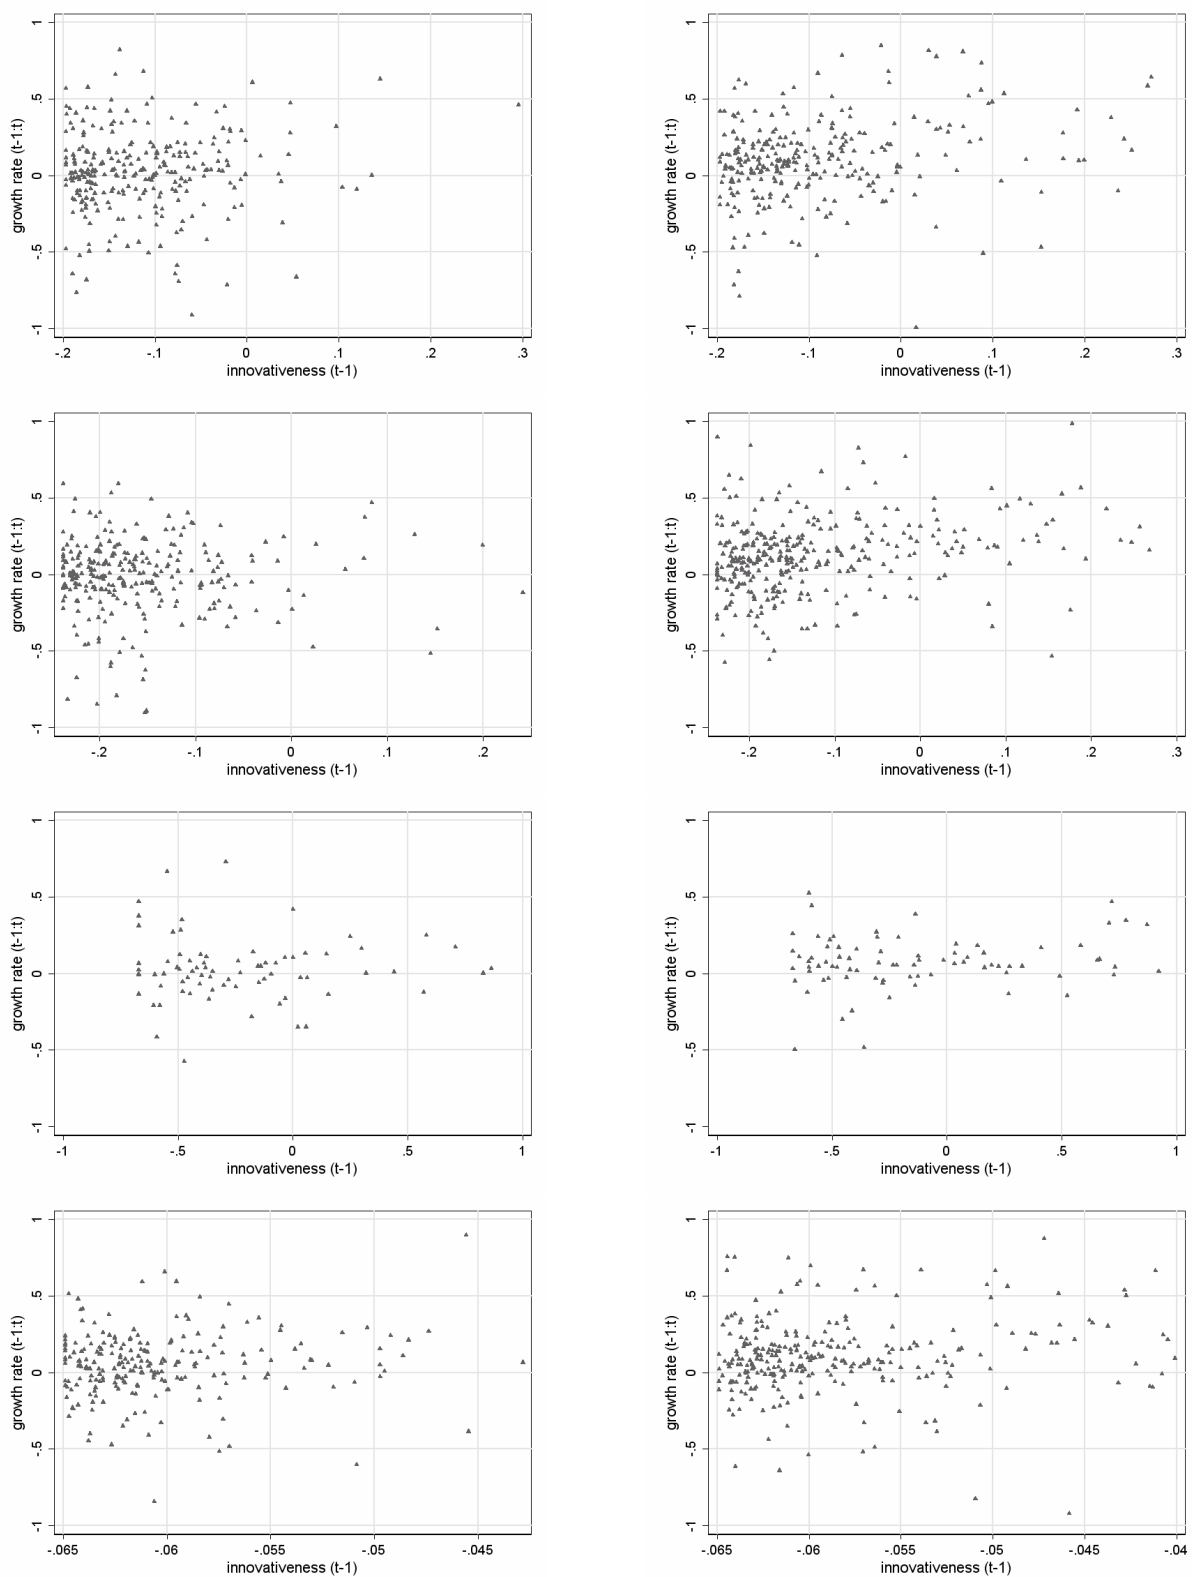 1
.5
0
-.5
-1
growth rate (t-1:t)
-.2 -.1 0 .1 .2 .3
innovativeness (t-1)
1
.5
0
-.5
-1
growth rate (t-1:t)
-.2 -.1 0 .1 .2 .3
innovativeness (t-1)
1
.5
0
-.5
-1
growth rate (t-1:t)
-.2 -.1 0 .1 .2
innovativeness (t-1)
1
.5
0
-.5
-1
growth rate (t-1:t)
-.2 -.1 0 .1 .2 .3
innovativeness (t-1)
1
.5
0
-.5
-1
growth rate (t-1:t)
-1 -.5 0 .5 1
innovativeness (t-1)
1
.5
0
-.5
-1
growth rate (t-1:t)
-1 -.5 0 .5 1
innovativeness (t-1)
1
.5
0
-.5
-1
growth rate (t-1:t)
-.065 -.06 -.055 -.05 -.045
innovativeness (t-1)
1
.5
0
-.5
-1
growth rate (t-1:t)
-.065 -.06 -.055 -.05 -.045 -.04
innovativeness (t-1)